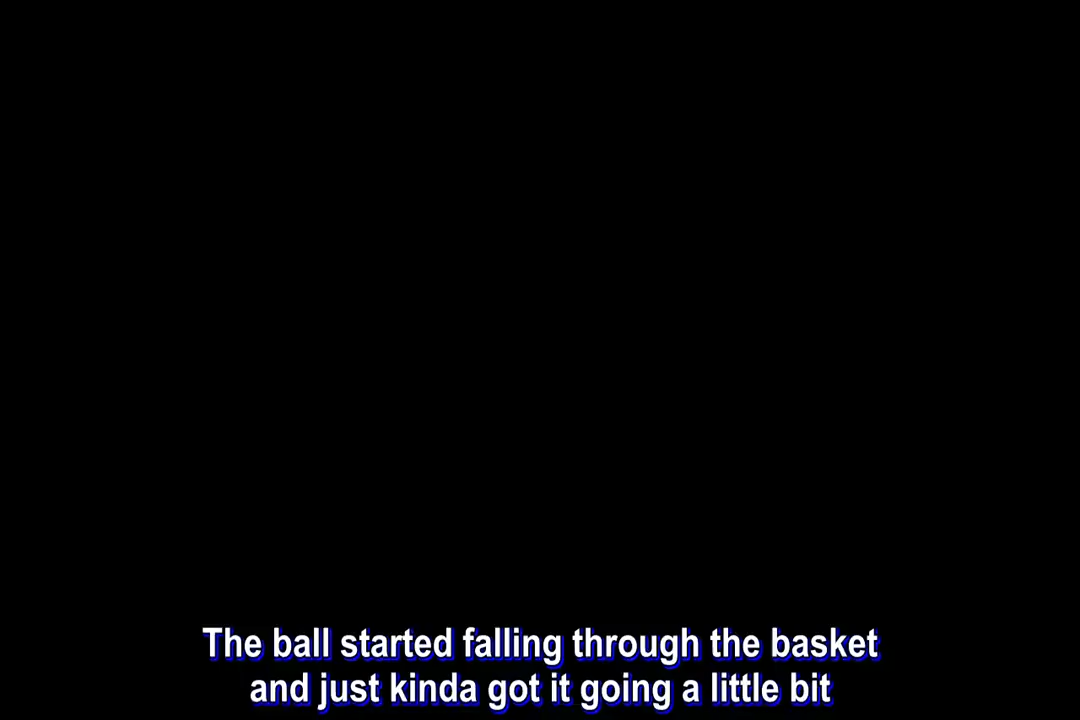 The ball started falling through the basket
and just kinda got it going a little bit